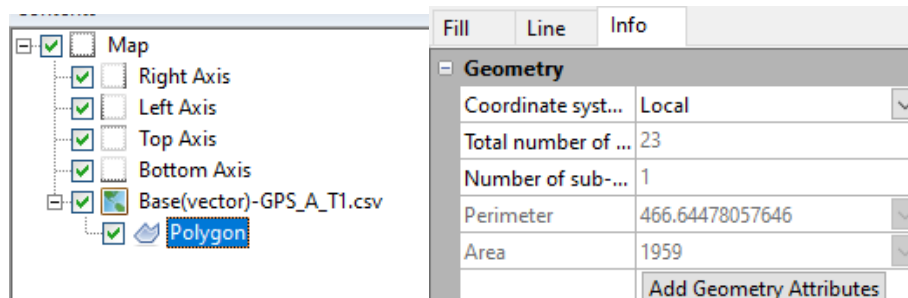 Map
Right Axis
Left Axis
Top Axis
Bottom Axis
Base(vector)-GPS_A_T1.csv
Polygon
Fill Line Info
Geometry
Coordinate syst... Local
Total number of ... 23
Number of sub-... 1
Perimeter 466.64478057646
Area 1959
Add Geometry Attributes